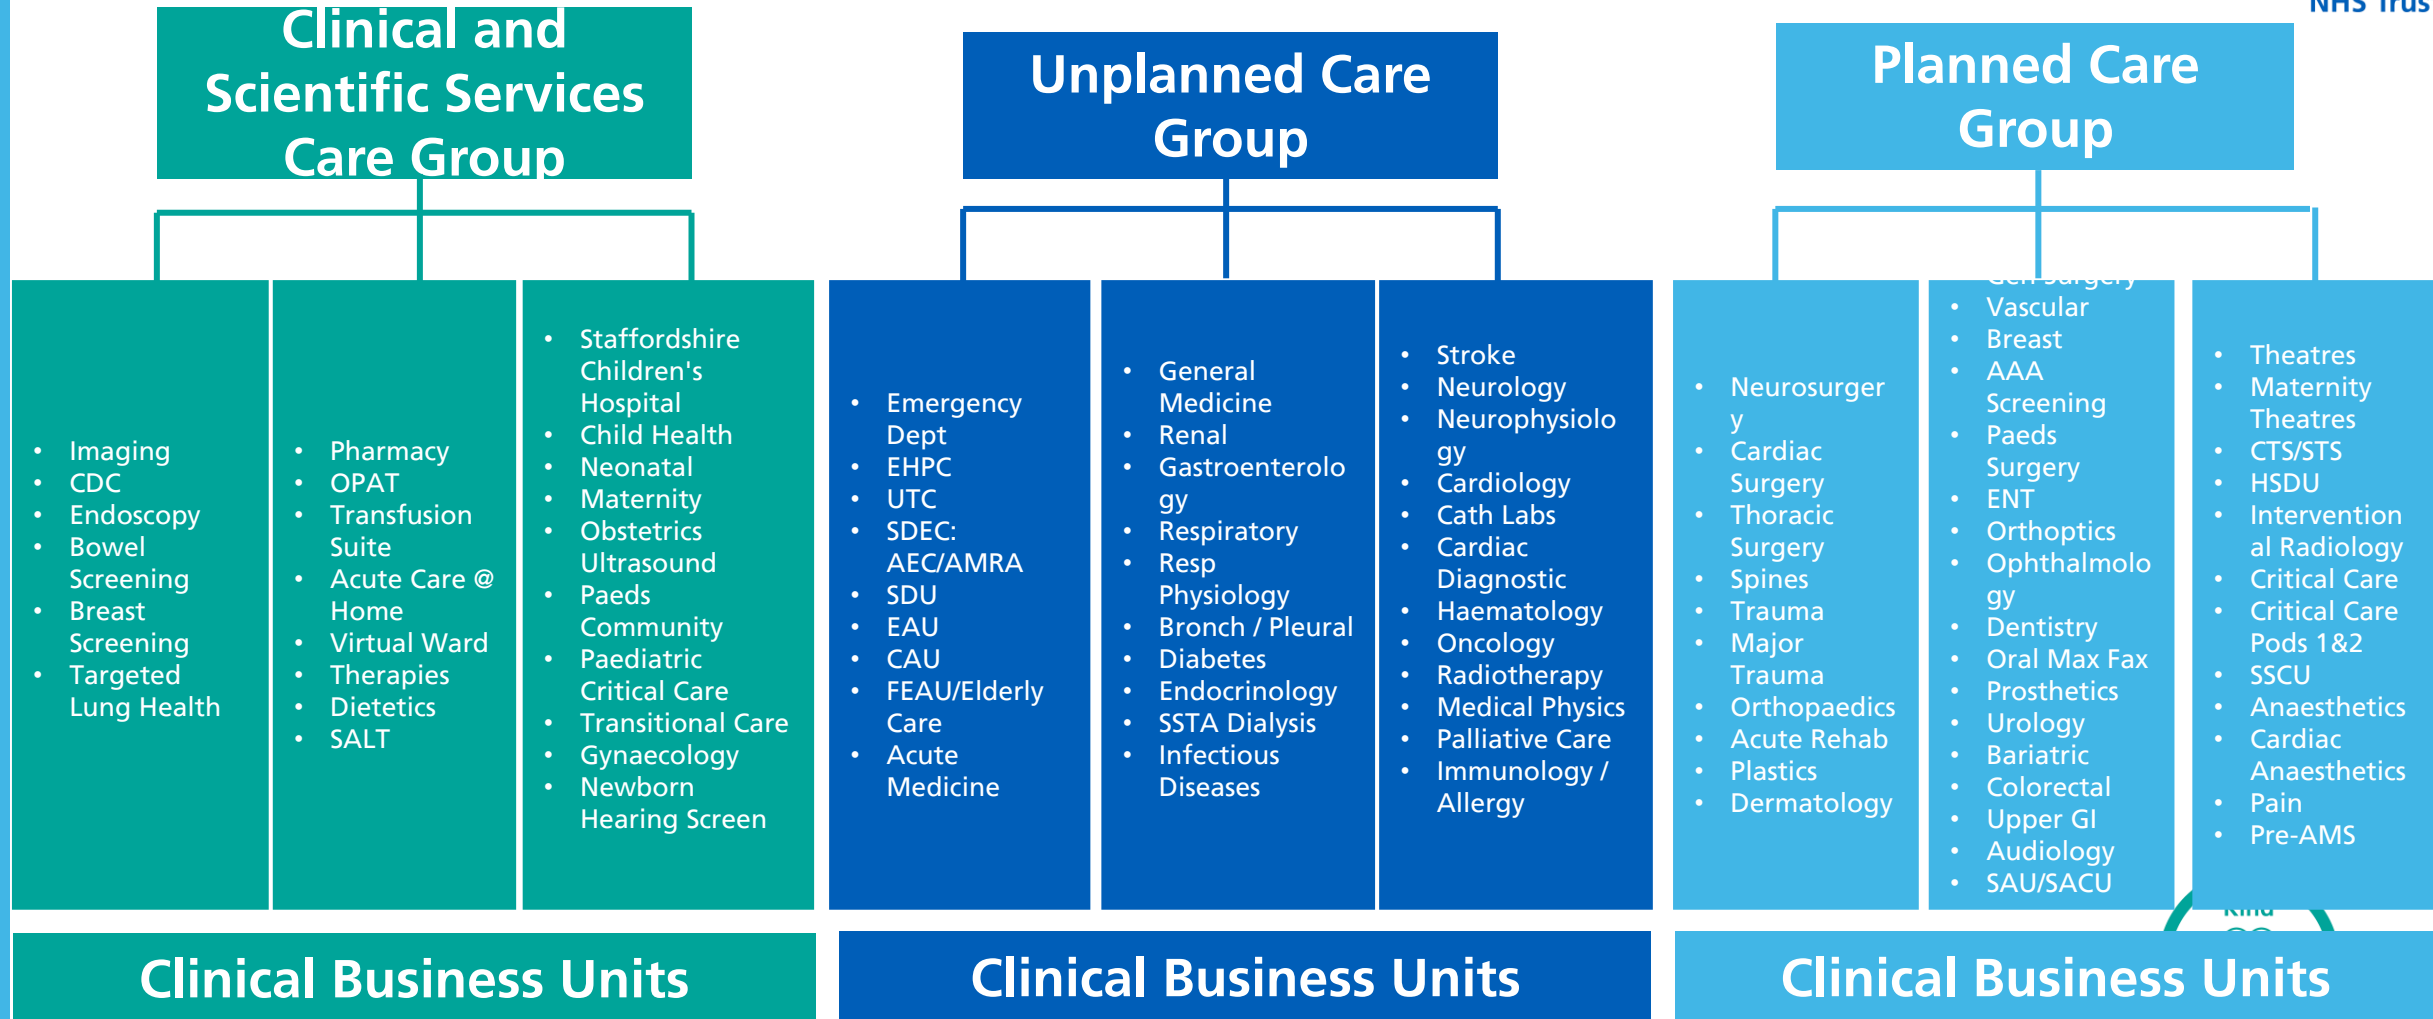 NHS Trus
Clinical and
Scientific Services
Care Group
Unplanned Care
Group
Planned Care
Group
• Imaging
• CDC
• Endoscopy
• Bowel
Screening
• Breast
Screening
• Targeted
Lung Health
• Pharmacy
• OPAT
• Transfusion
Suite
• Acute Care @
Home
• Virtual Ward
• Therapies
• Dietetics
• SALT
• Staffordshire
Children's
Hospital
• Child Health
• Neonatal
• Maternity
• Obstetrics
Ultrasound
• Paeds
Community
• Paediatric
Critical Care
• Transitional Care
• Gynaecology
• Newborn
Hearing Screen
• Emergency
Dept
• EHPC
• UTC
• SDEC:
AEC/AMRA
• SDU
• EAU
• CAU
• FEAU/Elderly
Care
• Acute
Medicine
• General
Medicine
• Renal
• Gastroenterolo
gy
• Respiratory
• Resp
Physiology
• Bronch / Pleural
• Diabetes
• Endocrinology
• SSTA Dialysis
• Infectious
Diseases
• Stroke
• Neurology
• Neurophysiolo
gy
• Cardiology
• Cath Labs
• Cardiac
Diagnostic
• Haematology
• Oncology
• Radiotherapy
• Medical Physics
• Palliative Care
• Immunology /
Allergy
• Neurosurger
y
• Cardiac
Surgery
• Thoracic
Surgery
• Spines
• Trauma
• Major
Trauma
• Orthopaedics
• Acute Rehab
• Plastics
• Dermatology
Gen Surgery
• Vascular
• Breast
• AAA
Screening
• Paeds
Surgery
• ENT
• Orthoptics
• Ophthalmolo
gy
• Dentistry
• Oral Max Fax
• Prosthetics
• Urology
• Bariatric
• Colorectal
• Upper GI
• Audiology
• SAU/SACU
• Theatres
• Maternity
Theatres
• CTS/STS
• HSDU
• Intervention
al Radiology
• Critical Care
• Critical Care
Pods 1&2
• SSCU
• Anaesthetics
• Cardiac
Anaesthetics
• Pain
• Pre-AMS
Kind
Clinical Business Units
Clinical Business Units
Clinical Business Units